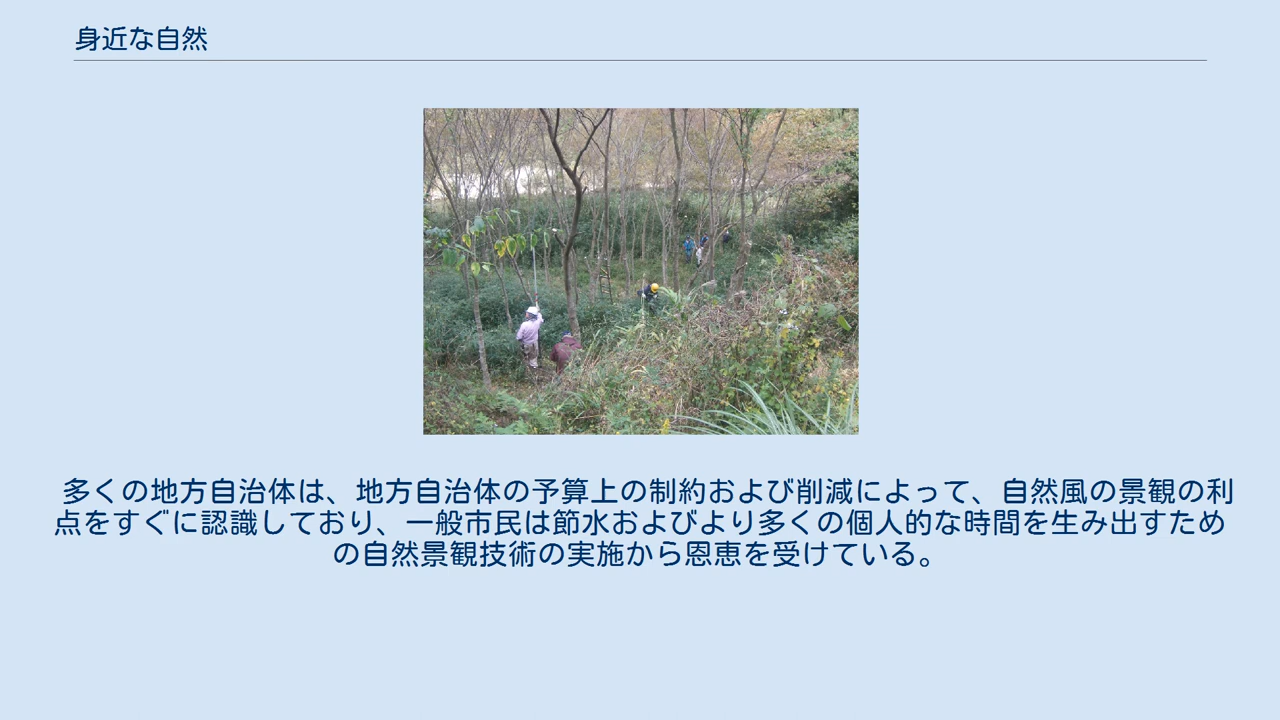 身近な自然
多くの地方自治体は、地方自治体の予算上の制約および削減によって、自然風の景観の利
点をすぐに認識しており、一般市民は節水およびより多くの個人的な時間を生み出すため
の自然景観技術の実施から恩恵を受けている。